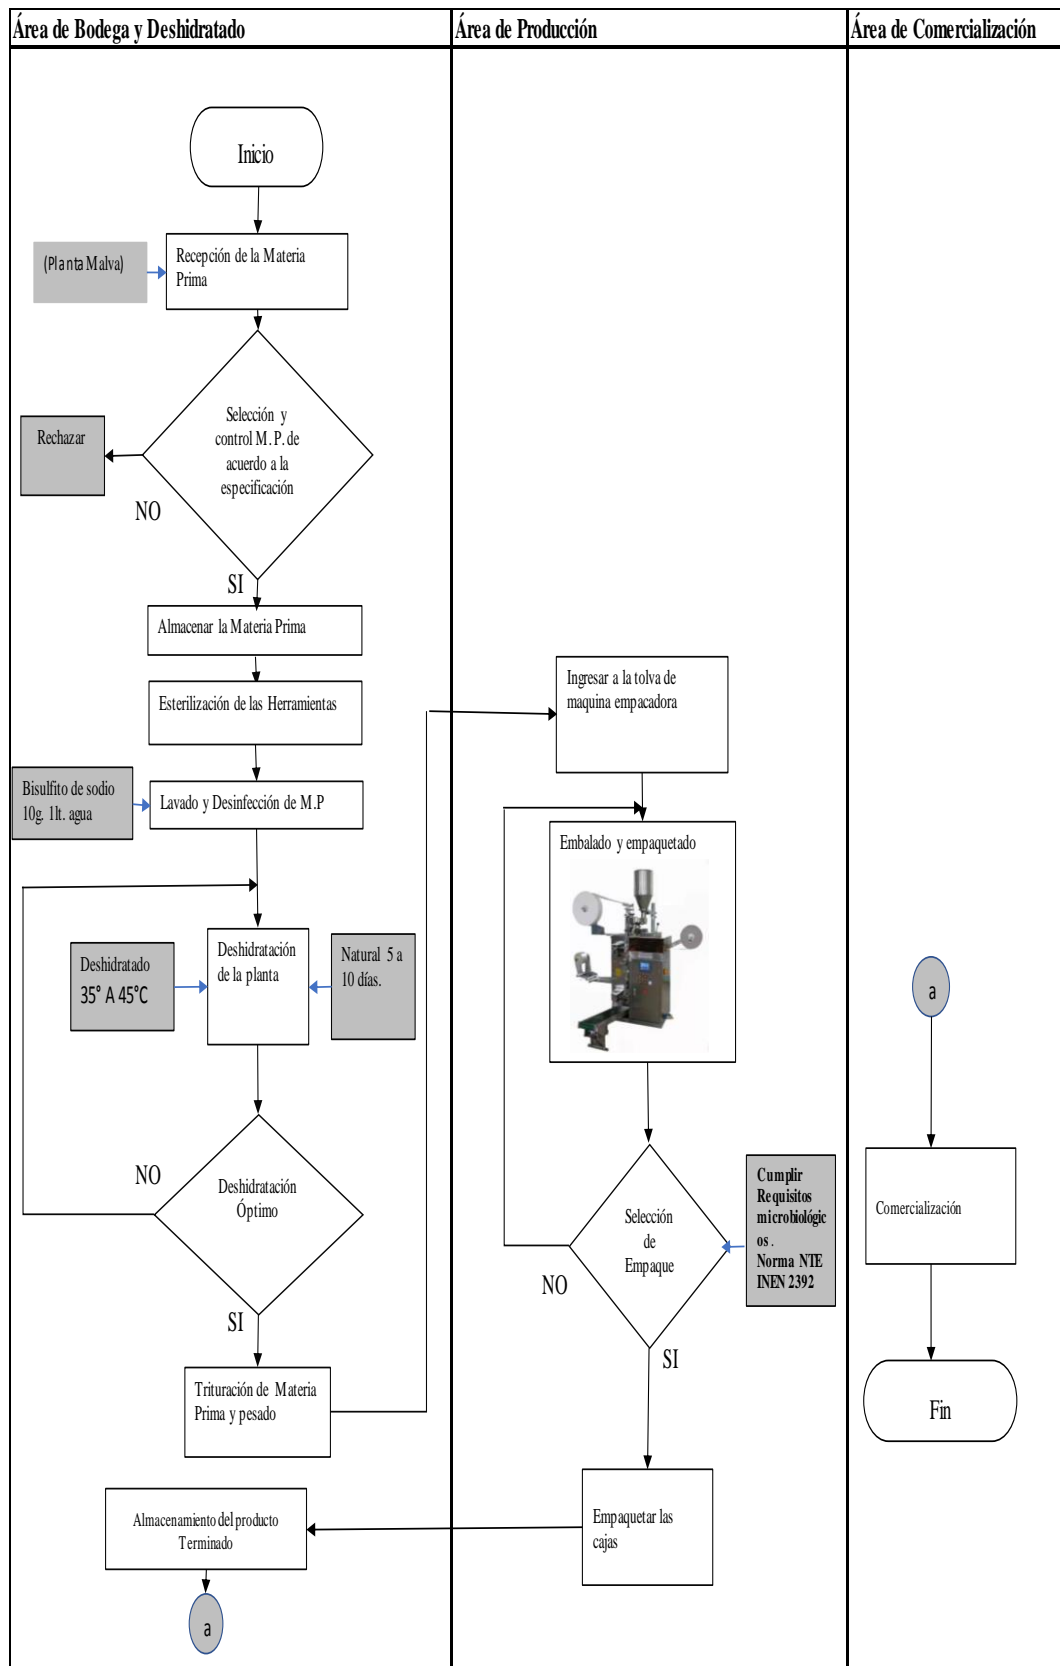 Área de Bodega y Deshidratado
Área de Producción
Área de Comercialización
Inicio
(Planta Malva)
Recepción de la Materia
Prima
Selección y
control M. P. de
acuerdo a la
especificación
Rechazar
NO
SI
Almacenar la Materia Prima
Esterilización de las Herramientas
Bisulfito de sodio
10g. 1lt. agua
Lavado y Desinfección de M.P
Deshidratado
35° A 45°C
Deshidratación
de la planta
Natural 5 a
10 días.
NO
Deshidratación
Óptimo
SI
Trituración de Materia
Prima y pesado
Almacenamiento del producto
Terminado
a
Ingresar a la tolva de
maquina empacadora
Embalado y empaquetado
Selección
de
Empaque
NO
Cumplir
Requisitos
microbiológic
os .
Norma NTE
INEN 2392
SI
Empaquetar las
cajas
a
Comercialización
Fin